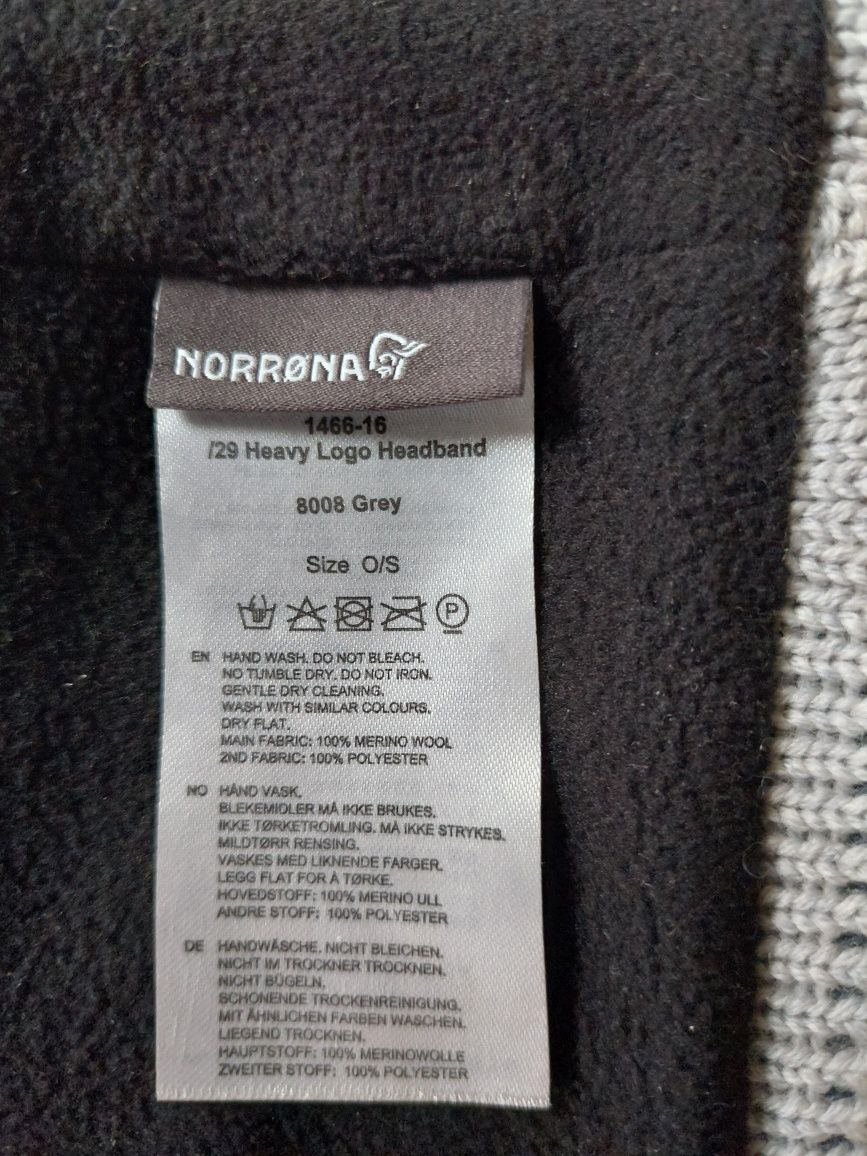 NORRØNA
1466-16
/29 Heavy Logo Headband
8008 Grey
Size O/S
P
EN HAND WASH. DO NOT BLEACH.
NO TUMBLE DRY. DO NOT IRON.
GENTLE DRY CLEANING.
WASH WITH SIMILAR COLOURS.
DRY FLAT.
MAIN FABRIC: 100% MERINO WOOL
2ND FABRIC: 100% POLYESTER
NO HÅND VASK.
BLEKEMIDLER MÅ IKKE BRUKES.
IKKE TØRKETROMLING. MÅ IKKE STRYKES.
MILDTØRR RENSING.
VASKES MED LIKNENDE FARGER.
LEGG FLAT FOR Å TØRKE.
HOVEDSTOFF: 100% MERINO ULL
ANDRE STOFF: 100% POLYESTER
DE HANDWÄSCHE. NICHT BLEICHEN.
NICHT IM TROCKNER TROCKNEN.
NICHT BÜGELN.
SCHONENDE TROCKENREINIGUNG.
MIT ÄHNLICHEN FARBEN WASCHEN.
LIEGEND TROCKNEN.
HAUPTSTOFF: 100% MERINOWOLLE
ZWEITER STOFF: 100% POLYESTER